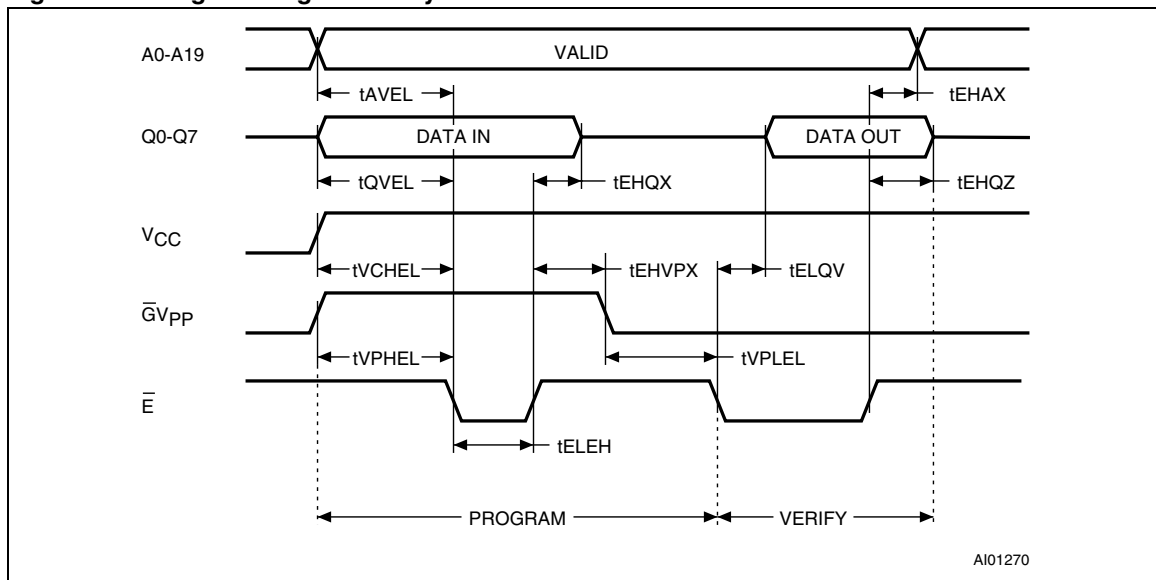 A0-A19
VALID
tAVEL
tEHAX
Q0-Q7
DATA IN
DATA OUT
tQVEL
tEHQX
tEHQZ
VCC
tVCHEL
tEHVPX
tELQV
G̅VPP
tVPHEL
tVPLEL
E̅
tELEH
PROGRAM
VERIFY
AI01270